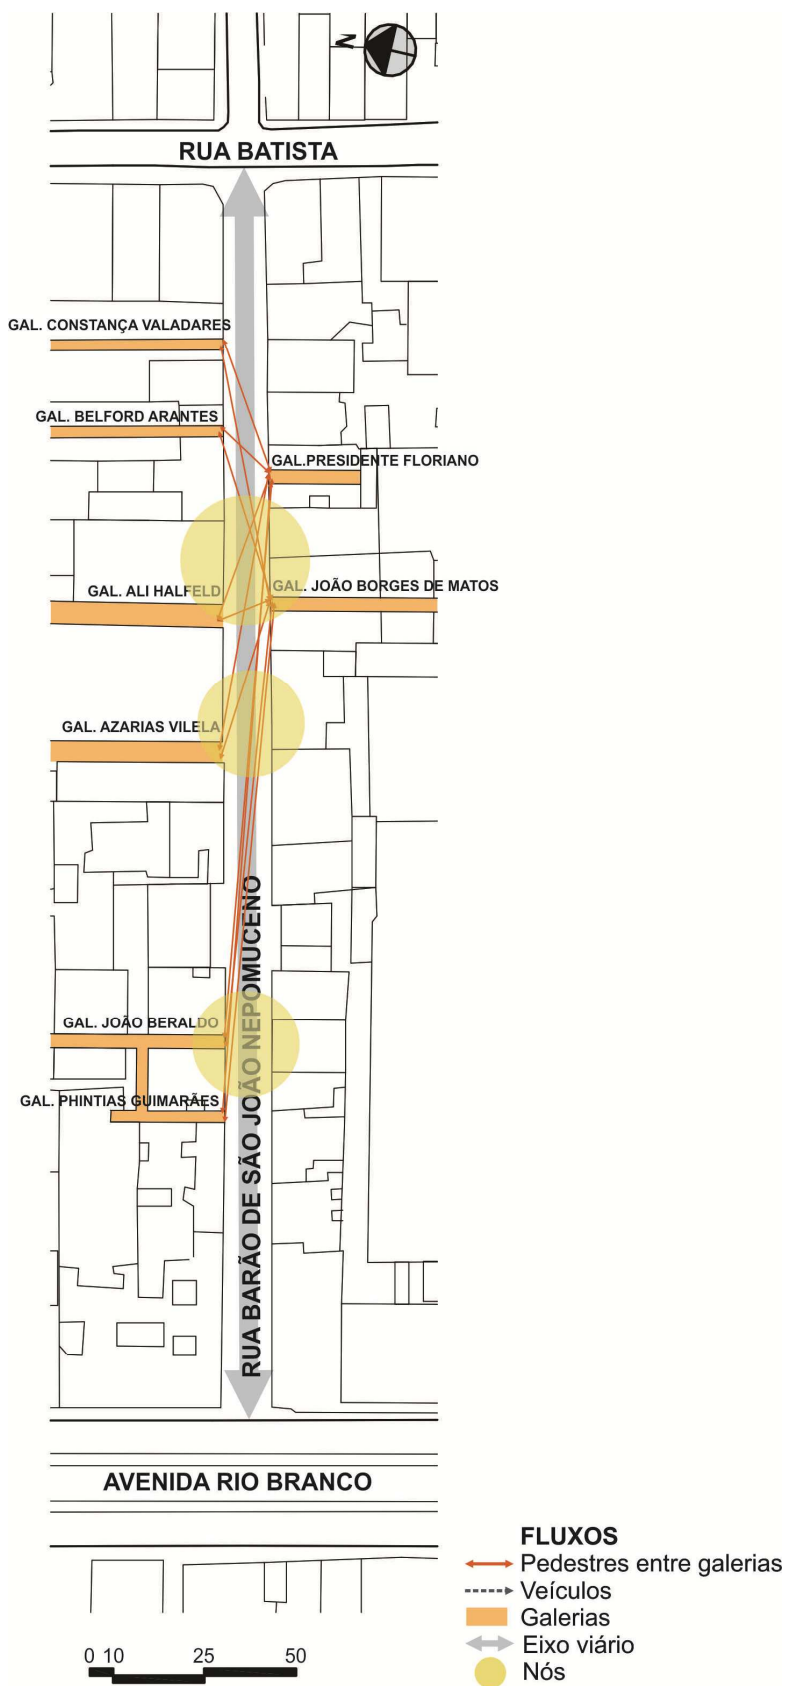 N
RUA BATISTA
GAL. CONSTANÇA VALADARES
GAL. BELFORD ARANTES
GAL.PRESIDENTE FLORIANO
GAL. ALI HALFELD
GAL. JOÃO BORGES DE MATOS
GAL. AZARIAS VILELA
RUA BARÃO DE SÃO JOÃO NEPOMUCENO
GAL. JOÃO BERALDO
GAL. PHINTIAS GUIMARÃES
AVENIDA RIO BRANCO
FLUXOS
Pedestres entre galerias
Veículos
Galerias
Eixo viário
Nós
0 10 25 50